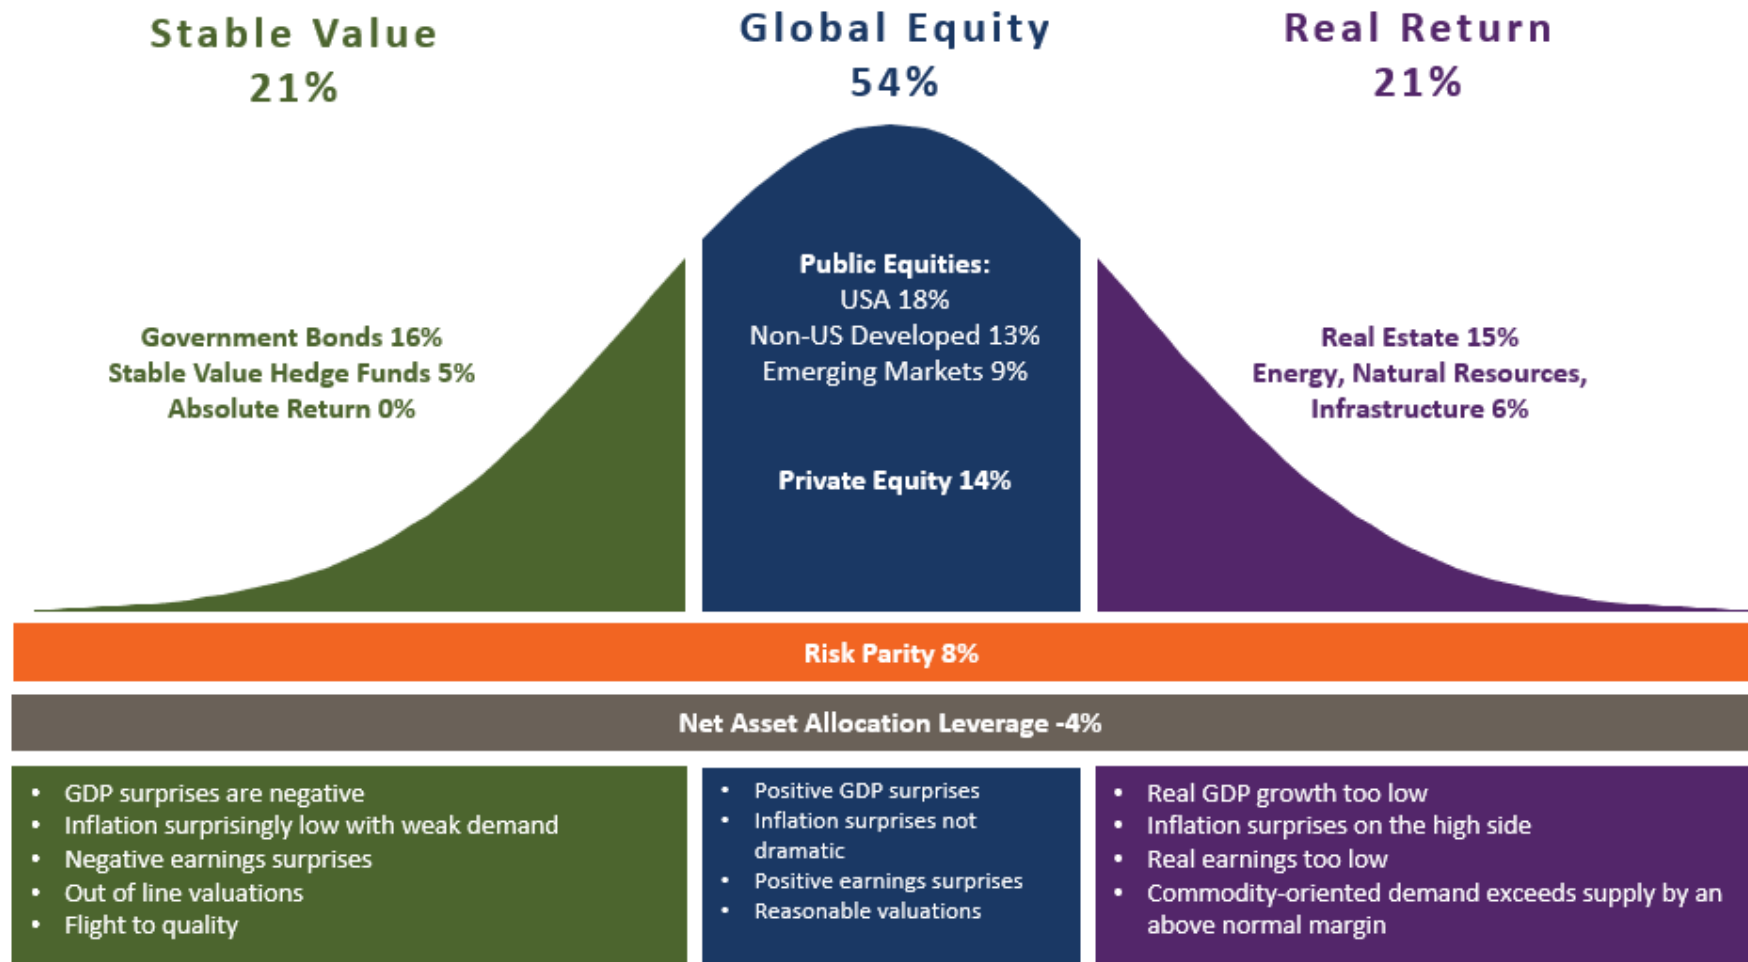 Stable Value
21%
Global Equity
54%
Real Return
21%
Government Bonds 16%
Stable Value Hedge Funds 5%
Absolute Return 0%
Public Equities:
USA 18%
Non-US Developed 13%
Emerging Markets 9%
Private Equity 14%
Real Estate 15%
Energy, Natural Resources,
Infrastructure 6%
Risk Parity 8%
Net Asset Allocation Leverage -4%
• GDP surprises are negative
• Inflation surprisingly low with weak demand
• Negative earnings surprises
• Out of line valuations
• Flight to quality
• Positive GDP surprises
• Inflation surprises not
dramatic
• Positive earnings surprises
• Reasonable valuations
• Real GDP growth too low
• Inflation surprises on the high side
• Real earnings too low
• Commodity-oriented demand exceeds supply by an
above normal margin